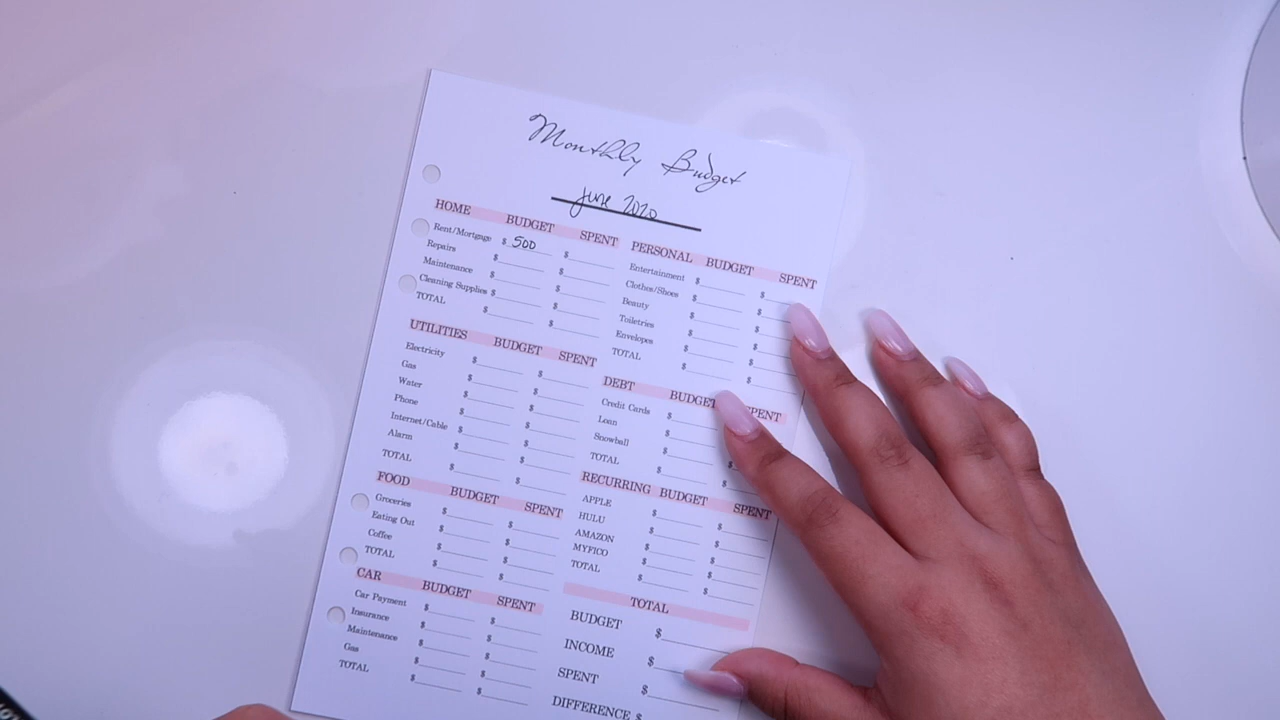 Monthly Budget
June 2020
HOME BUDGET SPENT
Rent/Mortgage $ 500 $
Repairs $ $
Maintenance $ $
Cleaning Supplies $ $
TOTAL $ $
UTILITIES BUDGET SPENT
Electricity $ $
Gas $ $
Water $ $
Phone $ $
Internet/Cable $ $
Alarm $ $
TOTAL $ $
FOOD BUDGET SPENT
Groceries $ $
Eating Out $ $
Coffee $ $
TOTAL $ $
CAR BUDGET SPENT
Car Payment $ $
Insurance $ $
Maintenance $ $
Gas $ $
TOTAL $ $
PERSONAL BUDGET SPENT
Entertainment $ $
Clothes/Shoes $ $
Beauty $ $
Toiletries $ $
Envelopes $ $
TOTAL $ $
DEBT BUDGET SPENT
Credit Cards $
Loan $
Snowball $ $
TOTAL $ $
RECURRING BUDGET SPENT
APPLE $ $
HULU $ $
AMAZON $ $
MYFICO $ $
TOTAL $ $
TOTAL
BUDGET $
INCOME $
SPENT $
DIFFERENCE $